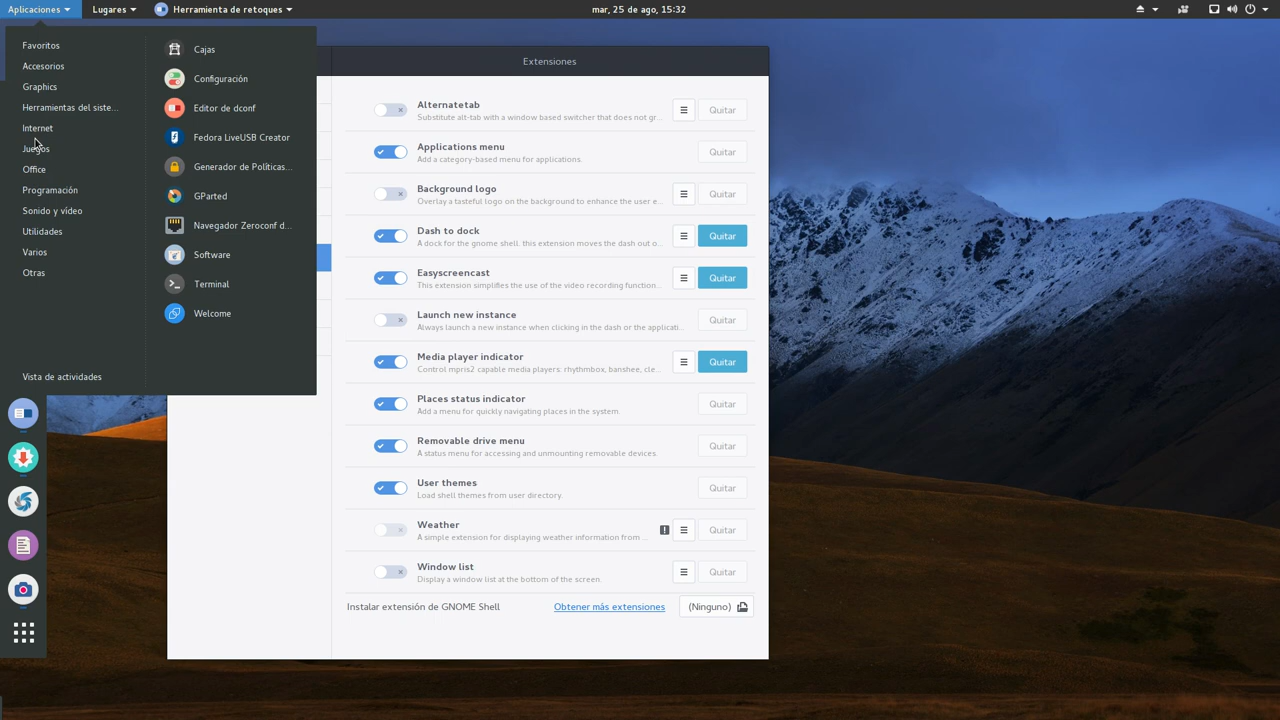 Aplicaciones
Lugares
Herramienta de retoques
mar, 25 de ago, 15:32
Favoritos
Accesorios
Graphics
Herramientas del siste...
Internet
Juegos
Office
Programación
Sonido y vídeo
Utilidades
Varios
Otras
Vista de actividades
Cajas
Configuración
Editor de dconf
Fedora LiveUSB Creator
Generador de Políticas...
GParted
Navegador Zeroconf d...
Software
Terminal
Welcome
Extensiones
Alternatetab
Substitute alt-tab with a window based switcher that does not gr...
Quitar
Applications menu
Add a category-based menu for applications.
Quitar
Background logo
Overlay a tasteful logo on the background to enhance the user e...
Quitar
Dash to dock
A dock for the gnome shell. this extension moves the dash out o...
Quitar
Easyscreencast
This extension simplifies the use of the video recording function...
Quitar
Launch new instance
Always launch a new instance when clicking in the dash or the applicati...
Quitar
Media player indicator
Control mpris2 capable media players: rhythmbox, banshee, cle...
Quitar
Places status indicator
Add a menu for quickly navigating places in the system.
Quitar
Removable drive menu
A status menu for accessing and unmounting removable devices.
Quitar
User themes
Load shell themes from user directory.
Quitar
Weather
A simple extension for displaying weather information from ...
Quitar
Window list
Display a window list at the bottom of the screen.
Quitar
Instalar extensión de GNOME Shell
Obtener más extensiones
(Ninguno)